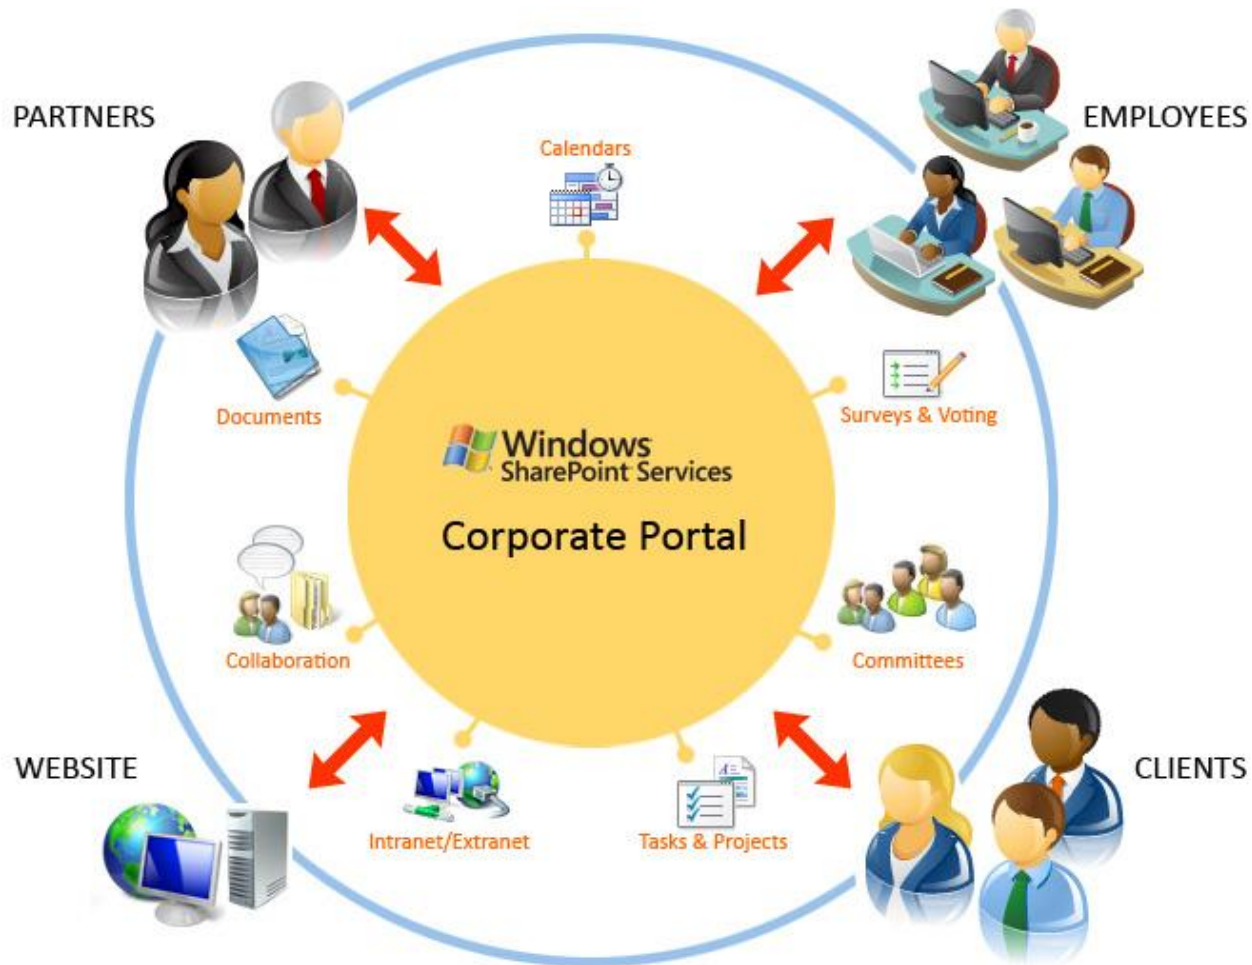 PARTNERS
EMPLOYEES
Calendars
Documents
Surveys & Voting
Windows
SharePoint Services
Corporate Portal
Collaboration
Committees
WEBSITE
CLIENTS
Intranet/Extranet
Tasks & Projects